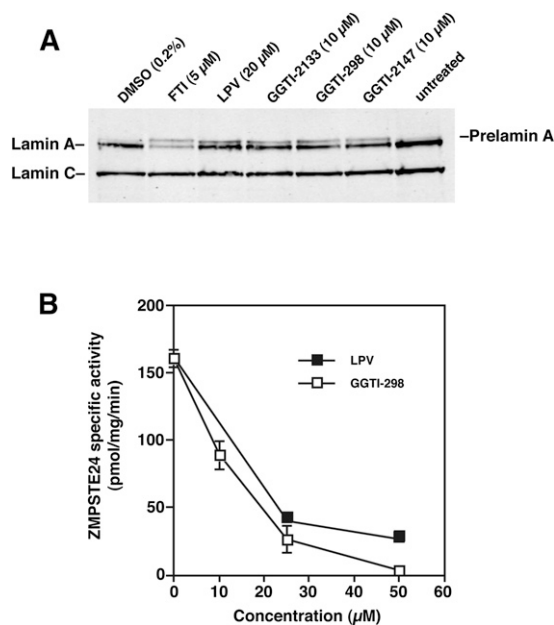 A
DMSO (0.2%)
FTI (5 µM)
LPV (20 µM)
GGTI-2133 (10 µM)
GGTI-298 (10 µM)
GGTI-2147 (10 µM)
untreated
Lamin A–
–Prelamin A
Lamin C–
B
ZMPSTE24 specific activity
(pmol/mg/min)
200
150
100
50
0
LPV
GGTI-298
0 10 20 30 40 50 60
Concentration (µM)